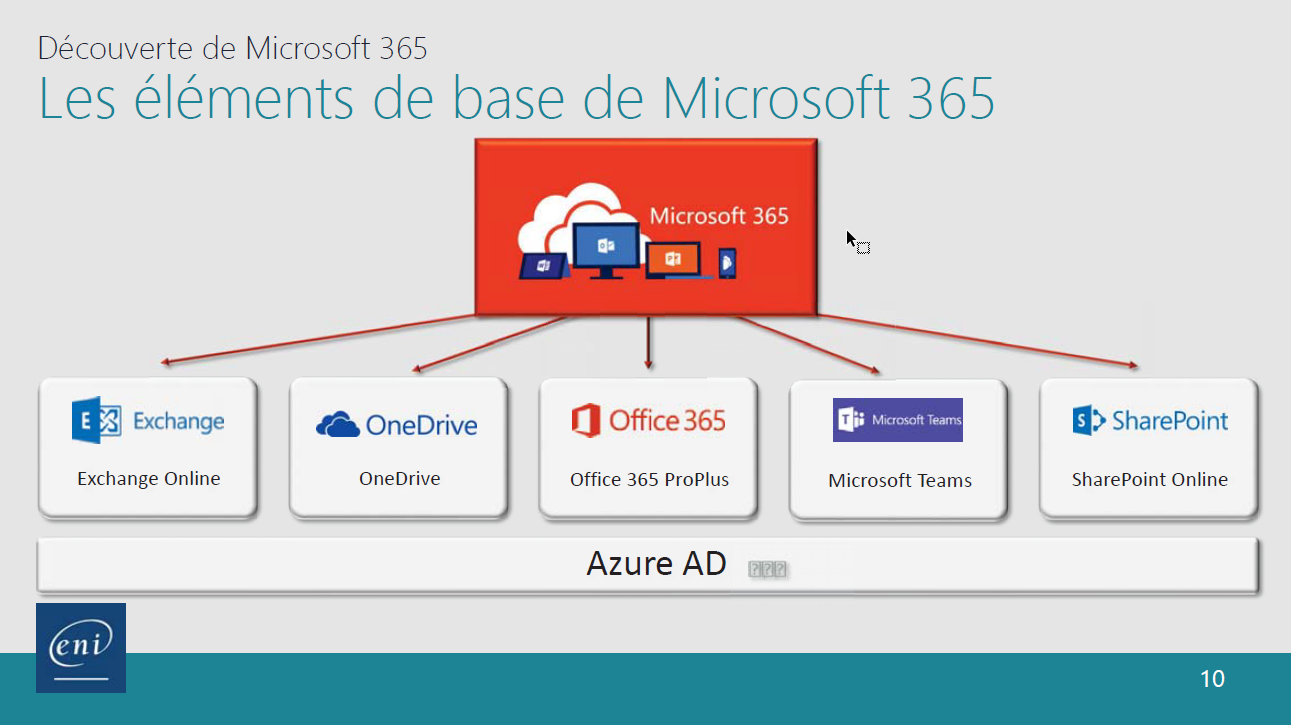 Découverte de Microsoft 365
Les éléments de base de Microsoft 365
Microsoft 365
Exchange
OneDrive
Office 365
Microsoft Teams
SharePoint
Exchange Online
OneDrive
Office 365 ProPlus
Microsoft Teams
SharePoint Online
Azure AD
eni
10